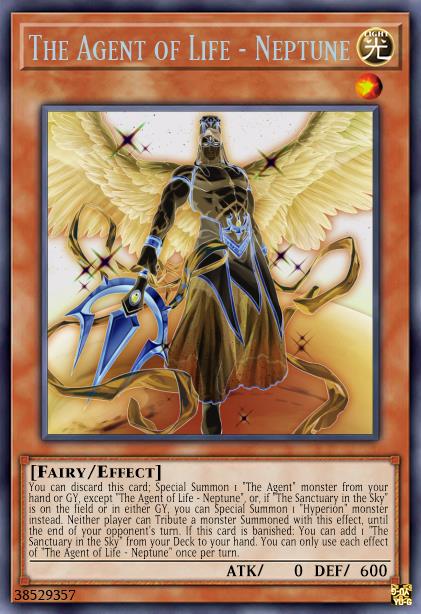 The Agent of Life - Neptune
LIGHT
光
[Fairy/Effect]
You can discard this card; Special Summon 1 "The Agent" monster from your
hand or GY, except "The Agent of Life - Neptune", or, if "The Sanctuary in the Sky"
is on the field or in either GY, you can Special Summon 1 "Hyperion" monster
instead. Neither player can Tribute a monster Summoned with this effect, until
the end of your opponent's turn. If this card is banished: You can add 1 "The
Sanctuary in the Sky" from your Deck to your hand. You can only use each effect
of "The Agent of Life - Neptune" once per turn.
ATK/ 0 DEF/ 600
38529357